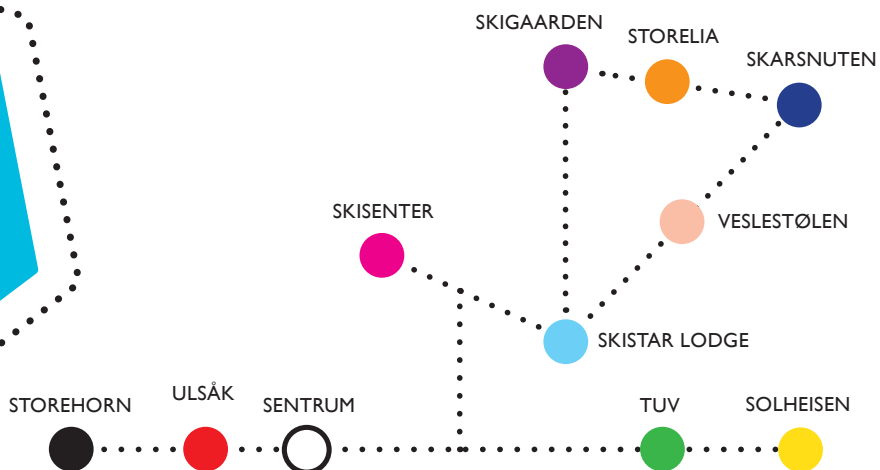 SKIGAARDEN
STORELIA
SKARSNUTEN
SKISENTER
VESLESTØLEN
SKISTAR LODGE
STOREHORN
ULSÅK
SENTRUM
TUV
SOLHEISEN